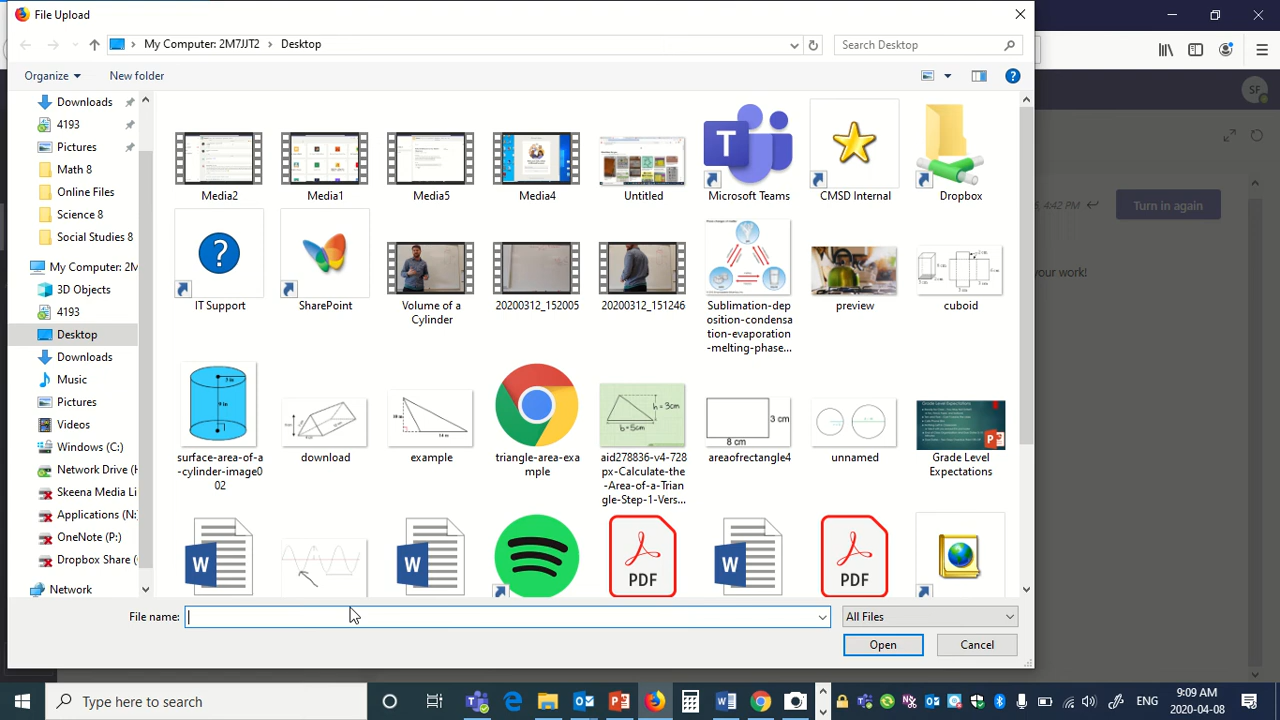 File Upload
My Computer: 2M7JJT2 > Desktop
Search Desktop
Organize
New folder
Downloads
4193
Pictures
Math 8
Online Files
Science 8
Social Studies 8
My Computer: 2M
3D Objects
4193
Desktop
Downloads
Music
Pictures
Videos
Windows (C:)
Network Drive (H
Skeena Media Li
Applications (N:
OneNote (P:)
Dropbox Share (
Network
Media2
Media1
Media5
Media4
Untitled
Microsoft Teams
CMSD Internal
Dropbox
IT Support
SharePoint
Volume of a
Cylinder
20200312_152005
20200312_151246
Sublimation-dep
osition-condensa
tion-evaporation
-melting-phase...
preview
cuboid
surface-area-of-a
-cylinder-image0
02
download
example
triangle-area-exa
mple
aid278836-v4-728
px-Calculate-the
-Area-of-a-Trian
gle-Step-1-Vers...
areaofrectangle4
3 cm
8 cm
unnamed
Grade Level
Expectations
h=3cm
b=5cm
W
W
PDF
W
PDF
File name:
All Files
Open
Cancel
SF
4:42 PM
Turn in again
your work!
Type here to search
ENG
9:09 AM
2020-04-08